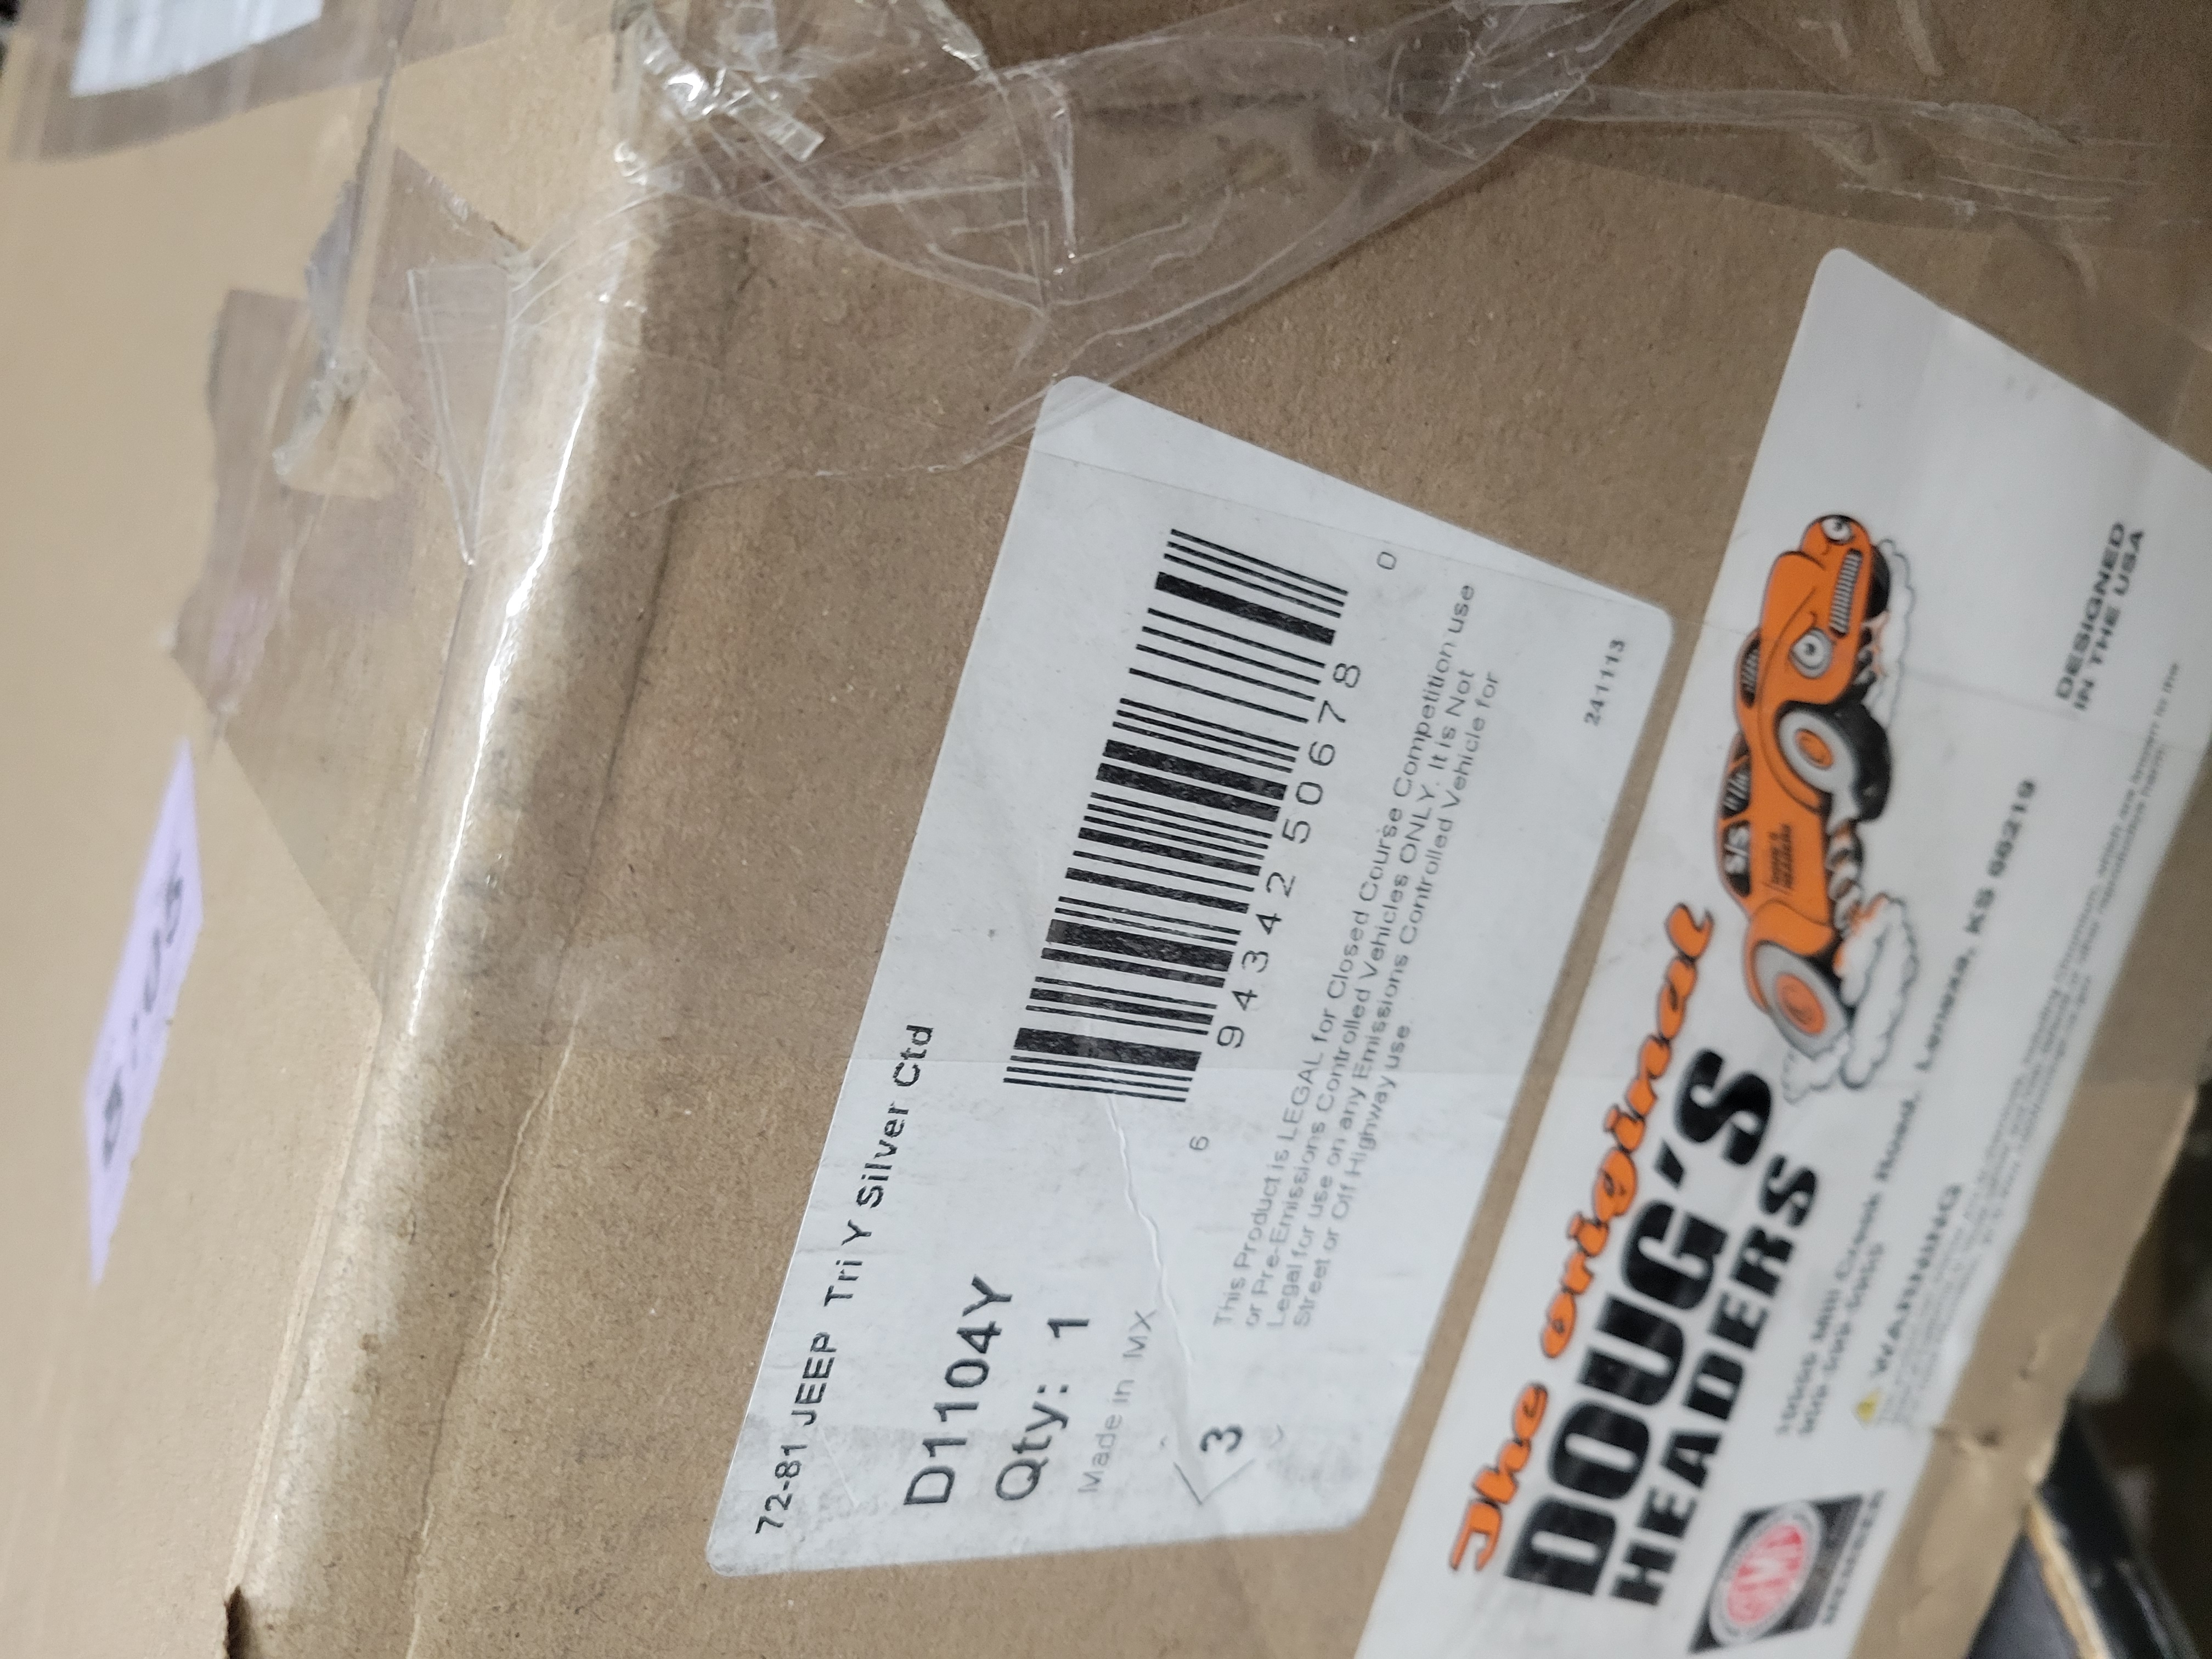 72-81 JEEP Tri Y Silver Ctd
D1104Y
Qty: 1
Made in MX
3
6 94342 50678 0
This Product is LEGAL for Closed Course Competition use
or Pre-Emissions Controlled Vehicles ONLY. It is Not
Legal for use on any Emissions Controlled Vehicle for
Street or Off Highway use
241113
The original
DOUG'S
HEADERS
Road, Lenexa, KS 66219
DESIGNED
IN THE USA
WARNING
MEMBER